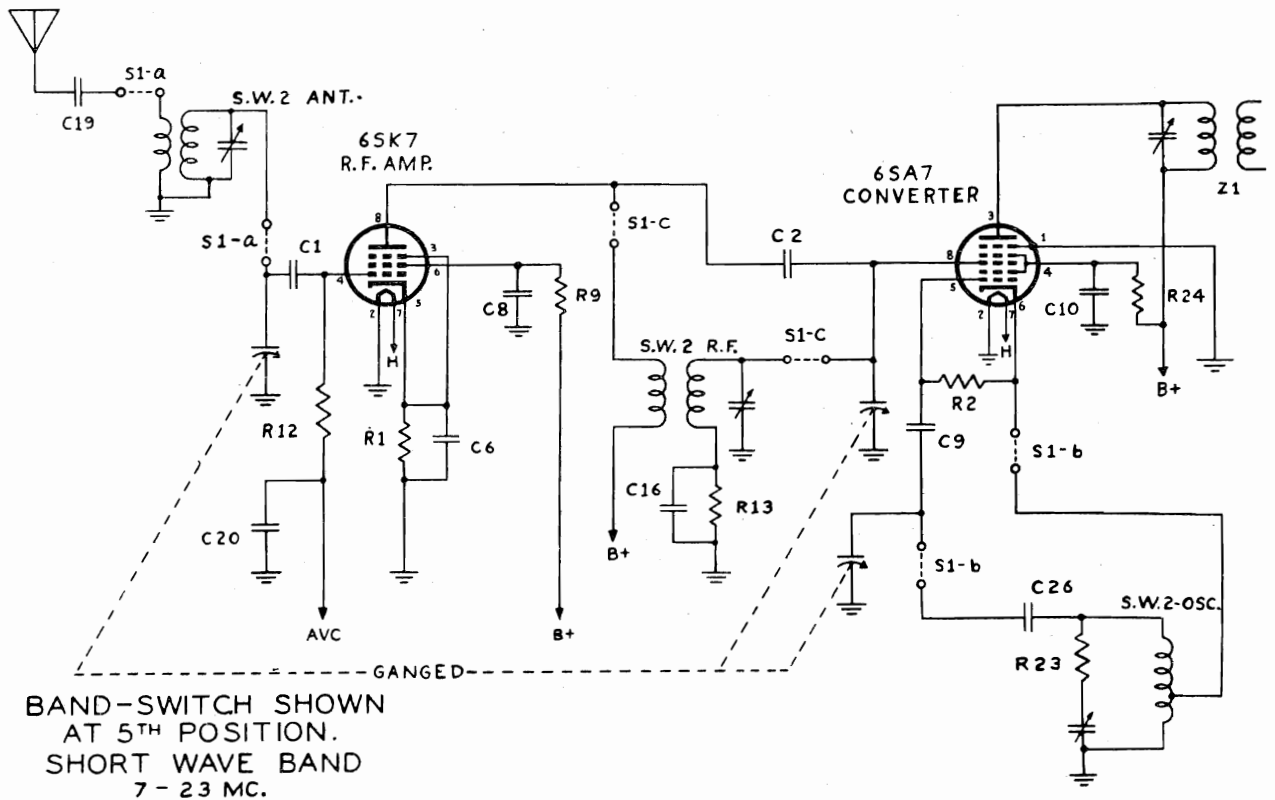 S1-a
C19
S.W.2 ANT.
6SK7
R.F. AMP.
8
3
6
4
5
2
7
H
S1-a
C1
C8
R9
R12
R1
C6
C20
AVC
B+
S1-C
C2
S.W.2 R.F.
S1-C
C16
R13
B+
6SA7
CONVERTER
3
1
8
4
5
6
2
7
H
C10
R24
Z1
B+
R2
C9
S1-b
S1-b
C26
S.W.2-OSC.
R23
GANGED
BAND-SWITCH SHOWN
AT 5TH POSITION.
SHORT WAVE BAND
7-23 MC.